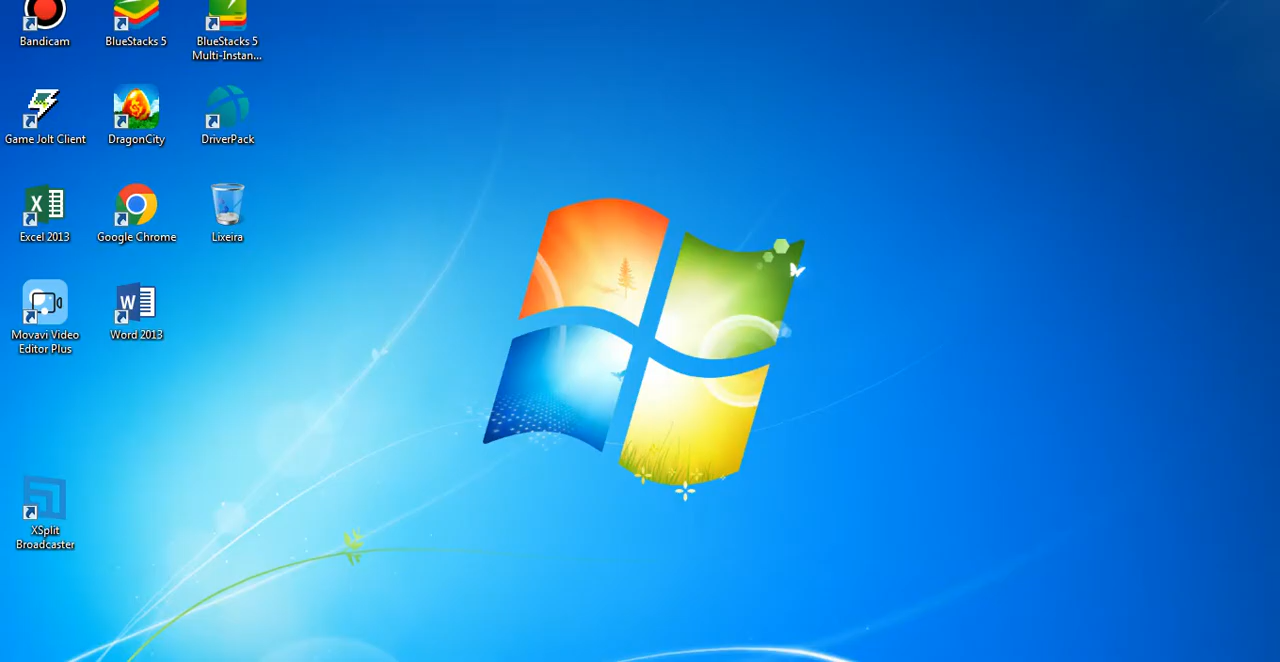 Bandicam
BlueStacks 5
BlueStacks 5
Multi-Instan...
Game Jolt Client
DragonCity
DriverPack
Excel 2013
Google Chrome
Lixeira
Movavi Video
Editor Plus
Word 2013
XSplit
Broadcaster